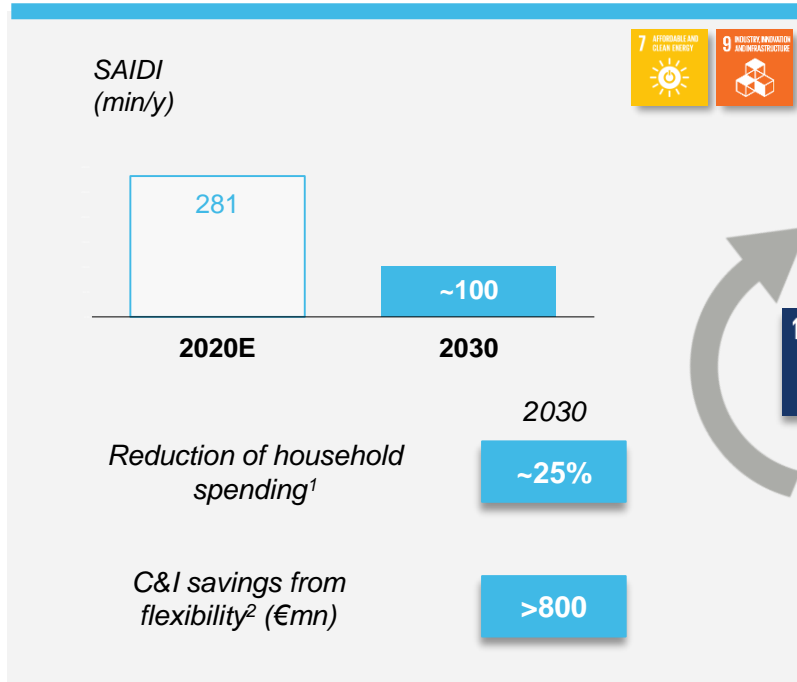 SAIDI
(min/y)
7 AFFORDABLE AND
CLEAN ENERGY
9 INDUSTRY, INNOVATION
AND INFRASTRUCTURE
281
~100
2020E
2030
2030
Reduction of household
spending¹
~25%
C&I savings from
flexibility² (€mn)
>800